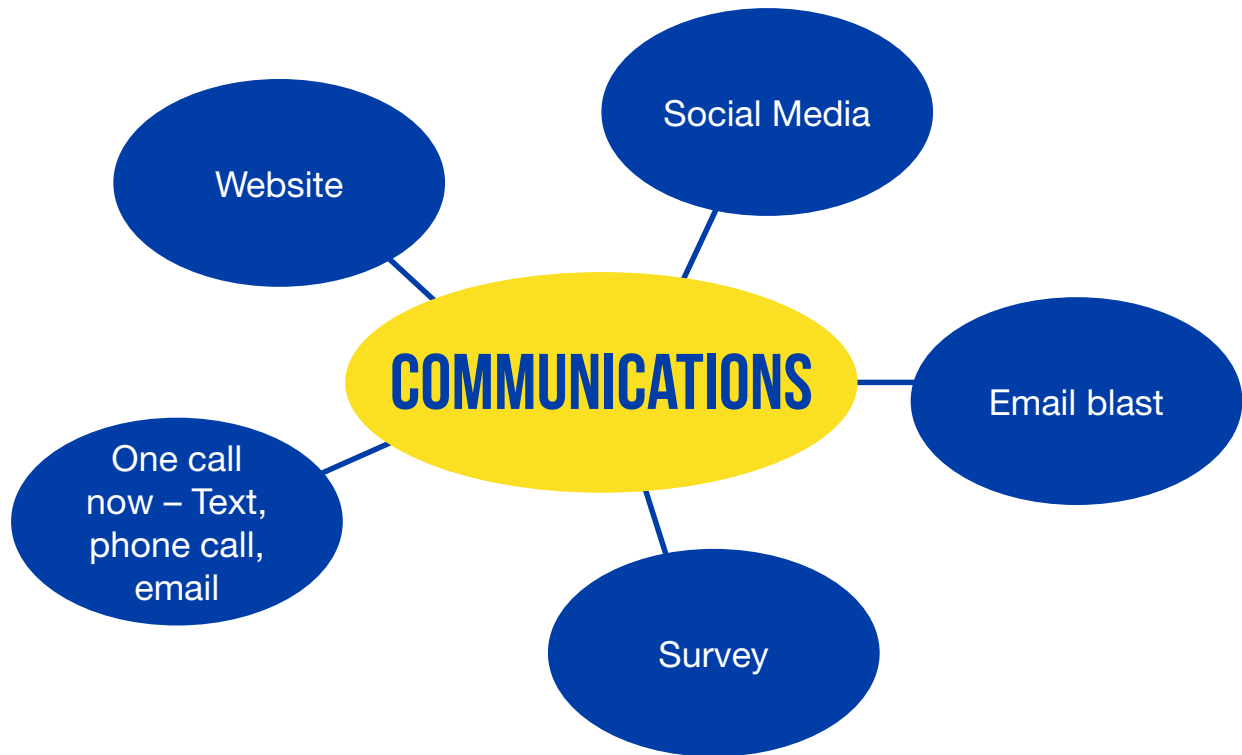 Social Media
Website
COMMUNICATIONS
Email blast
One call
now – Text,
phone call,
email
Survey